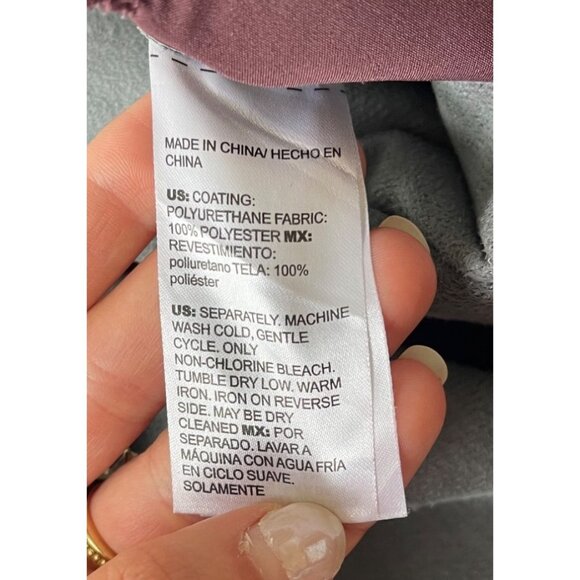 MADE IN CHINA/ HECHO EN
CHINA
US: COATING:
POLYURETHANE FABRIC:
100% POLYESTER MX:
REVESTIMIENTO:
poliuretano TELA: 100%
poliéster
US: SEPARATELY. MACHINE
WASH COLD, GENTLE
CYCLE. ONLY
NON-CHLORINE BLEACH.
TUMBLE DRY LOW. WARM
IRON. IRON ON REVERSE
SIDE. MAY BE DRY
CLEANED MX: POR
SEPARADO. LAVAR A
MÁQUINA CON AGUA FRÍA
EN CICLO SUAVE.
SOLAMENTE